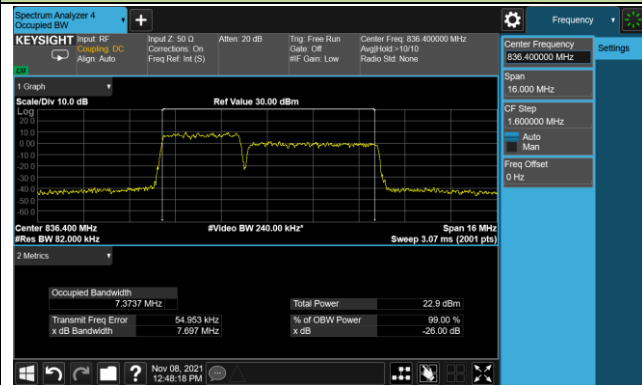 Spectrum Analyzer 4
Occupied BW
Frequency
KEYSIGHT
Input: RF
Coupling: DC
Align: Auto
Input Z: 50 Ω
Corrections: On
Freq Ref: Int (S)
Atten: 20 dB
Trig: Free Run
Gate: Off
#IF Gain: Low
Center Freq: 836.400000 MHz
Avg|Hold:>10/10
Radio Std: None
Center Frequency
836.400000 MHz
Settings
Span
16.000 MHz
CF Step
1.600000 MHz
Auto
Man
Freq Offset
0 Hz
1 Graph
Scale/Div 10.0 dB
Ref Value 30.00 dBm
Log
20.0
10.0
0.00
-10.0
-20.0
-30.0
-40.0
-50.0
-60.0
Center 836.400 MHz
#Video BW 240.00 kHz*
Span 16 MHz
#Res BW 82.000 kHz
Sweep 3.07 ms (2001 pts)
2 Metrics
Occupied Bandwidth
7.3737 MHz
Total Power
22.9 dBm
Transmit Freq Error
54.953 kHz
% of OBW Power
99.00 %
x dB Bandwidth
7.697 MHz
x dB
-26.00 dB
Nov 08, 2021
12:48:18 PM